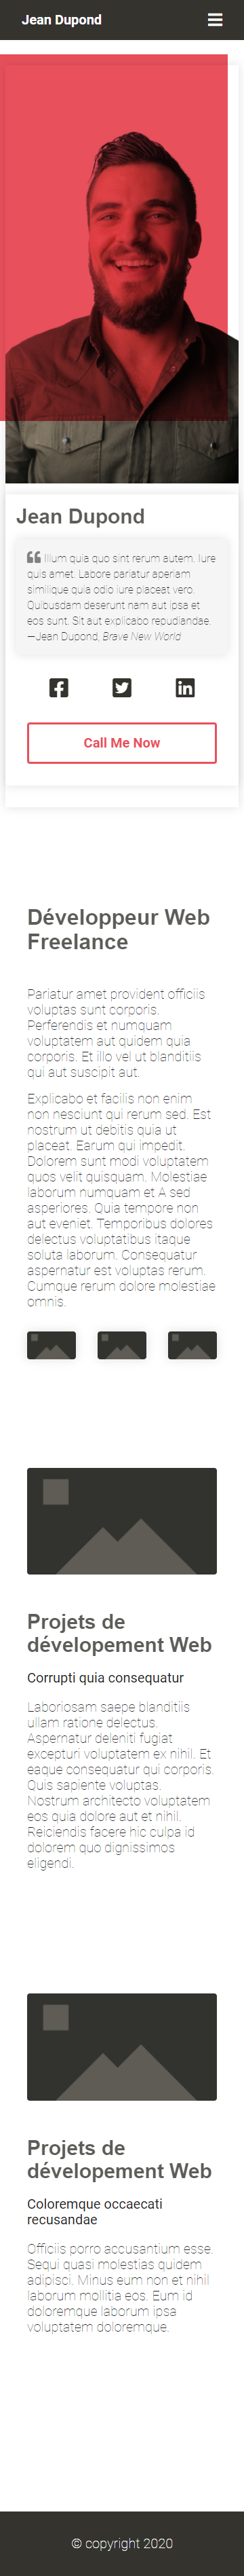 Jean Dupond
Jean Dupond
Illum quia quo sint rerum autem. Iure
quis amet. Labore pariatur aperiam
similique quia odio iure placeat vero.
Quibusdam deserunt nam aut ipsa et
eos sunt. Sit aut explicabo repudiandae.
—Jean Dupond, Brave New World
Call Me Now
Développeur Web
Freelance
Pariatur amet provident officiis
voluptas sunt corporis.
Perferendis et numquam
voluptatem aut quidem quia
corporis. Et illo vel ut blanditiis
qui aut suscipit aut.
Explicabo et facilis non enim
non nesciunt qui rerum sed. Est
nostrum ut debitis quia ut
placeat. Earum qui impedit.
Dolorem sunt modi voluptatem
quos velit quisquam. Molestiae
laborum numquam et A sed
asperiores. Quia tempore non
aut eveniet. Temporibus dolores
delectus voluptatibus itaque
soluta laborum. Consequatur
aspernatur est voluptas rerum.
Cumque rerum dolore molestiae
omnis.
Projets de
dévelopement Web
Corrupti quia consequatur
Laboriosam saepe blanditiis
ullam ratione delectus.
Aspernatur deleniti fugiat
excepturi voluptatem ex nihil. Et
eaque consequatur qui corporis.
Quis sapiente voluptas.
Nostrum architecto voluptatem
eos quia dolore aut et nihil.
Reiciendis facere hic culpa id
dolorem quo dignissimos
eligendi.
Projets de
dévelopement Web
Coloremque occaecati
recusandae
Officiis porro accusantium esse.
Sequi quasi molestias quidem
adipisci. Minus eum non et nihil
laborum mollitia eos. Eum id
doloremque laborum ipsa
voluptatem doloremque.
© copyright 2020